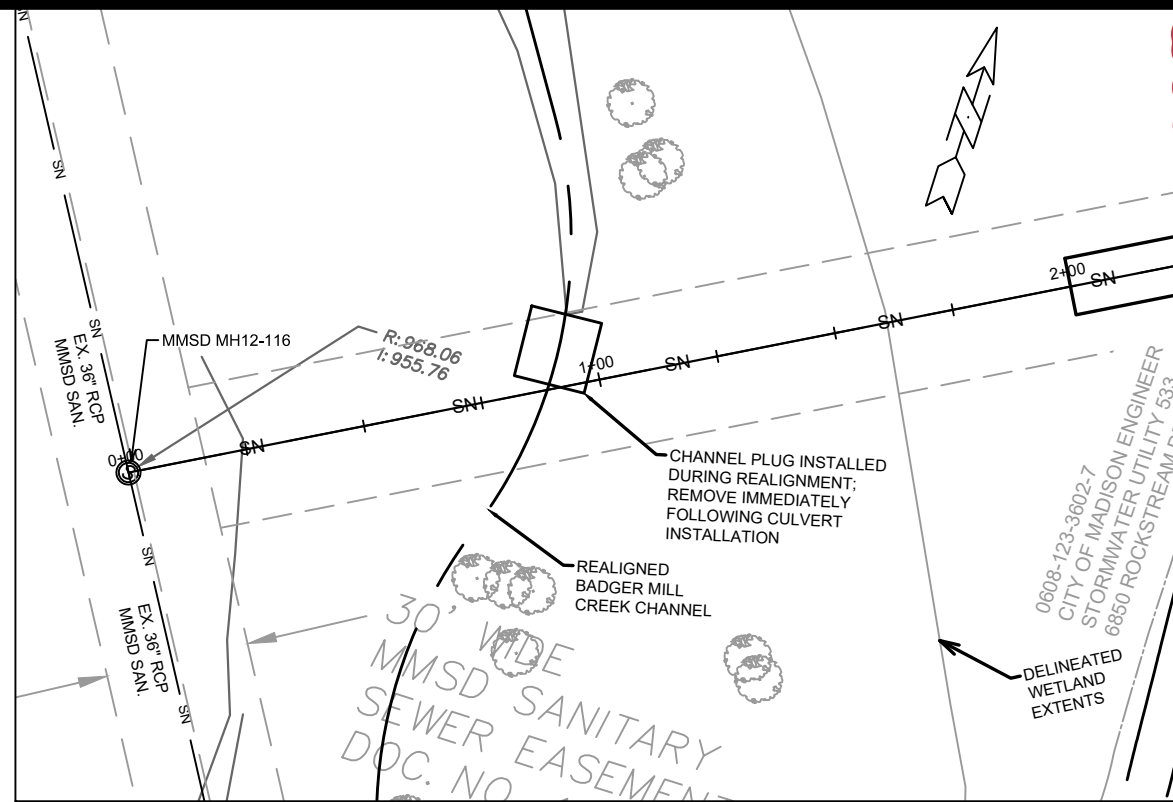 SN
SN
SN
EX. 36" RCP
MMSD SAN.
MMSD MH12-116
R: 968.06
I: 955.76
0+00
SN
SN
1+00
SN
SN
2+00
SN
SN
EX. 36" RCP
MMSD SAN.
SN
CHANNEL PLUG INSTALLED
DURING REALIGNMENT;
REMOVE IMMEDIATELY
FOLLOWING CULVERT
INSTALLATION
REALIGNED
BADGER MILL
CREEK CHANNEL
30' WIDE
MMSD SANITARY
SEWER EASEMENT
DOC. NO.
0608-123-3602-7
CITY OF MADISON ENGINEER
STORMWATER UTILITY 533
6850 ROCKSTREAM
DELINEATED
WETLAND
EXTENTS